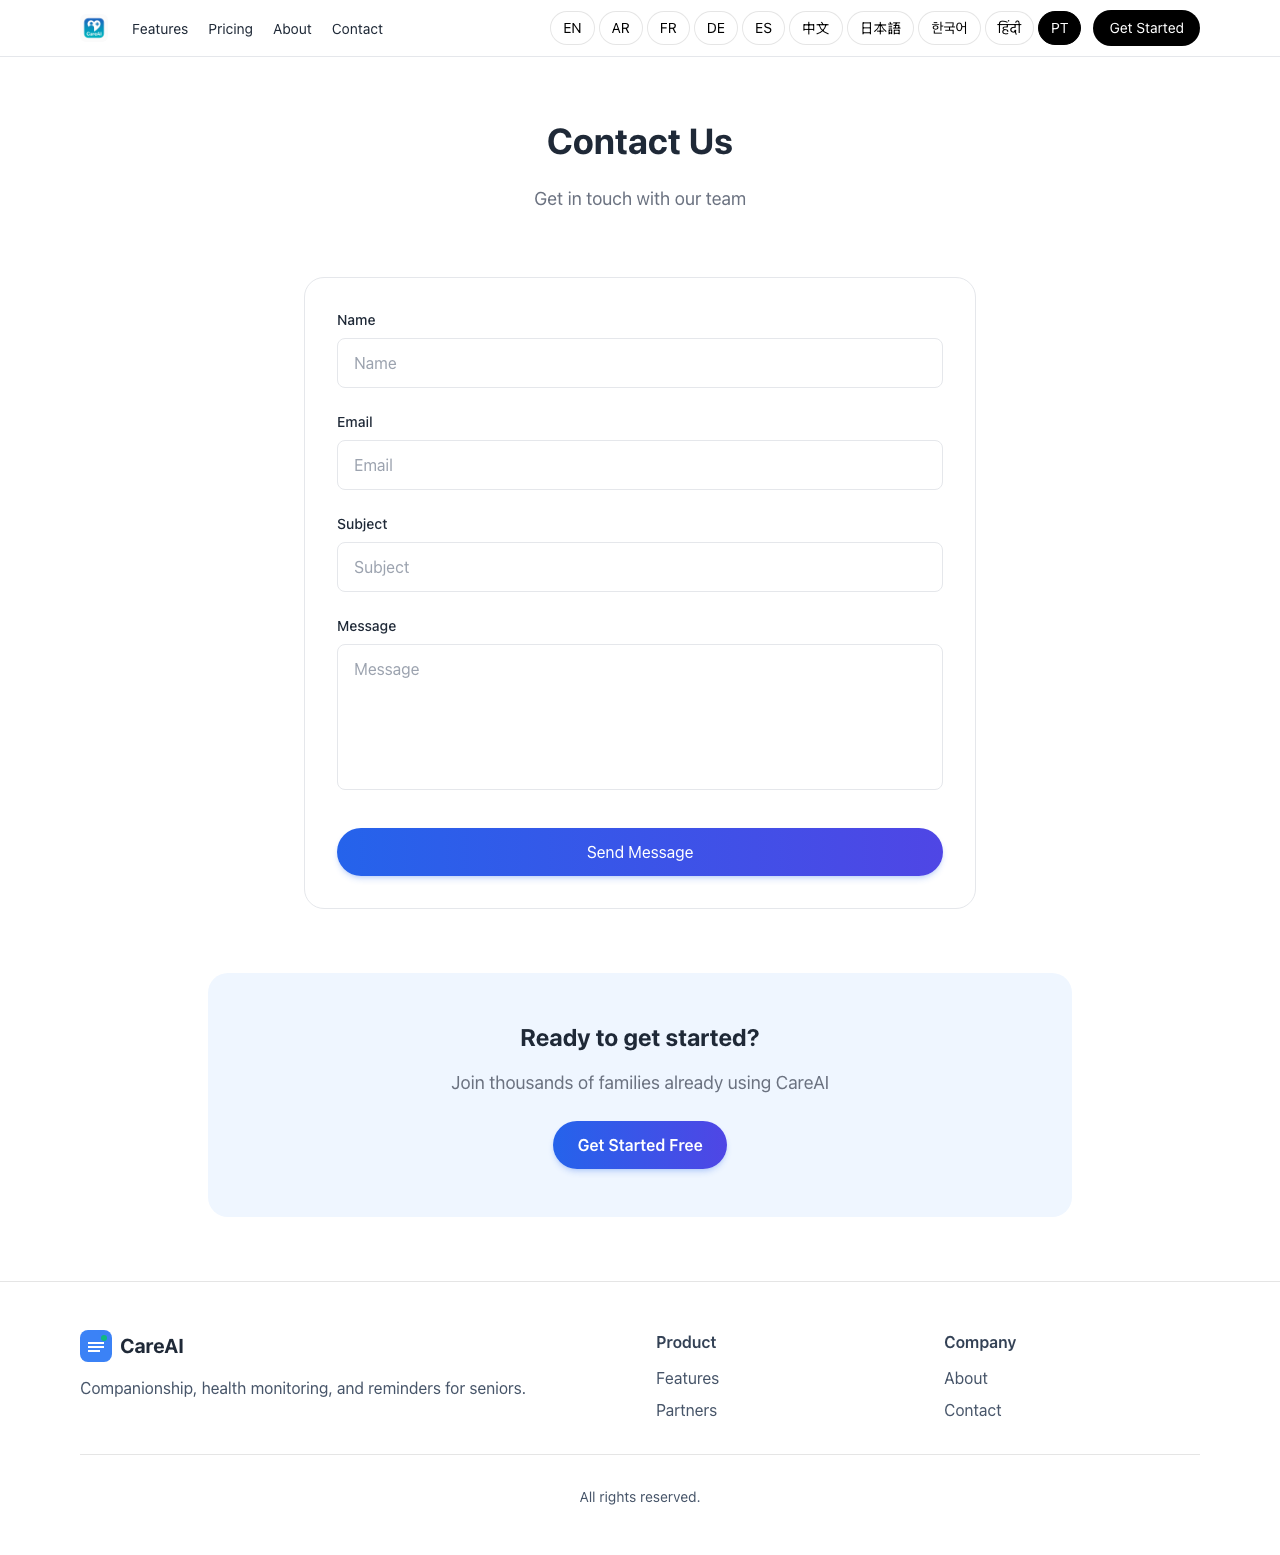 CareAI
Features
Pricing
About
Contact
EN
AR
FR
DE
ES
中文
日本語
한국어
हिंदी
PT
Get Started
Contact Us
Get in touch with our team
Name
Name
Email
Email
Subject
Subject
Message
Message
Send Message
Ready to get started?
Join thousands of families already using CareAI
Get Started Free
CareAI
Companionship, health monitoring, and reminders for seniors.
Product
Features
Partners
Company
About
Contact
All rights reserved.